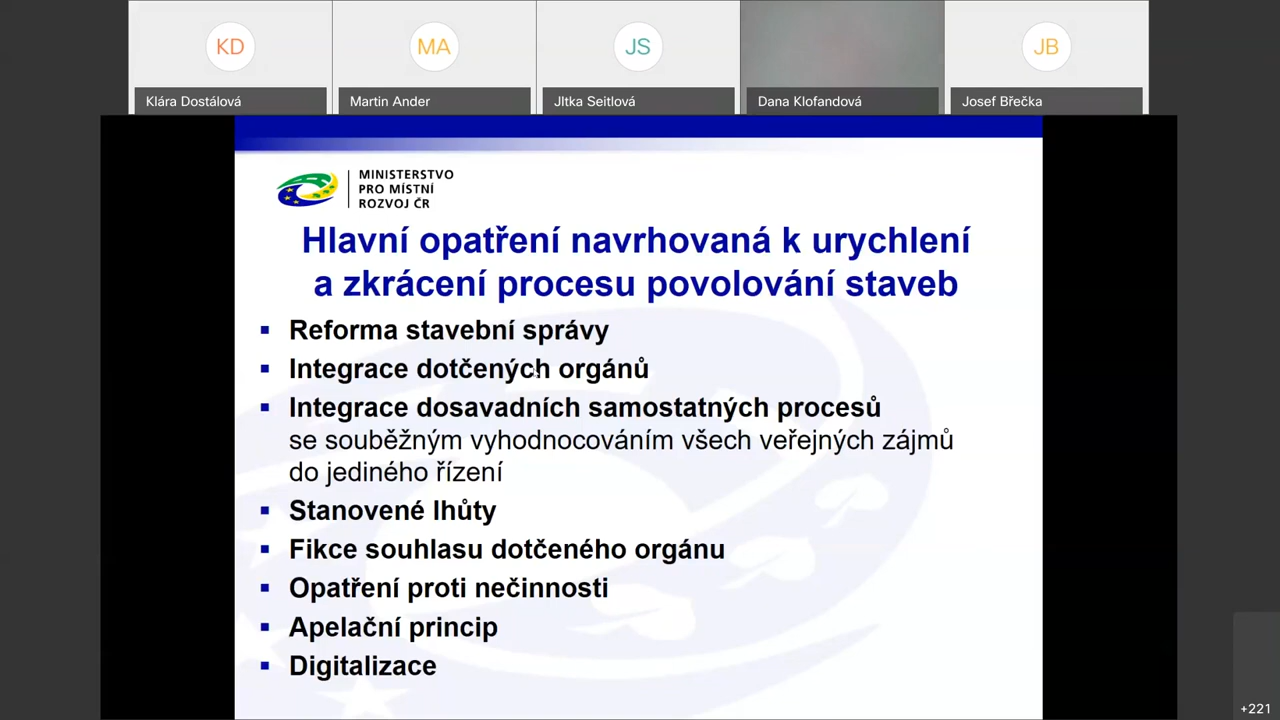 KD
MA
JS
JB
Klára Dostálová
Martin Ander
JItka Seitlová
Dana Klofandová
Josef Břečka
MINISTERSTVO
PRO MÍSTNÍ
ROZVOJ ČR
Hlavní opatření navrhovaná k urychlení
a zkrácení procesu povolování staveb
▪ Reforma stavební správy
▪ Integrace dotčených orgánů
▪ Integrace dosavadních samostatných procesů
se souběžným vyhodnocováním všech veřejných zájmů
do jediného řízení
▪ Stanovené lhůty
▪ Fikce souhlasu dotčeného orgánu
▪ Opatření proti nečinnosti
▪ Apelační princip
▪ Digitalizace
+221